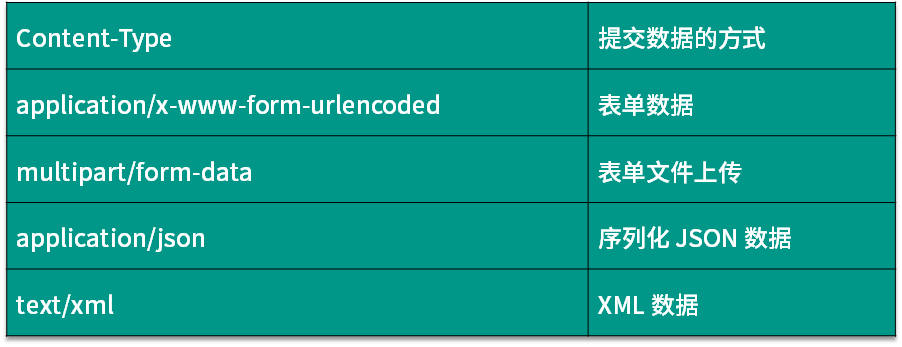 Content-Type 提交数据的方式
application/x-www-form-urlencoded 表单数据
multipart/form-data 表单文件上传
application/json 序列化 JSON 数据
text/xml XML 数据